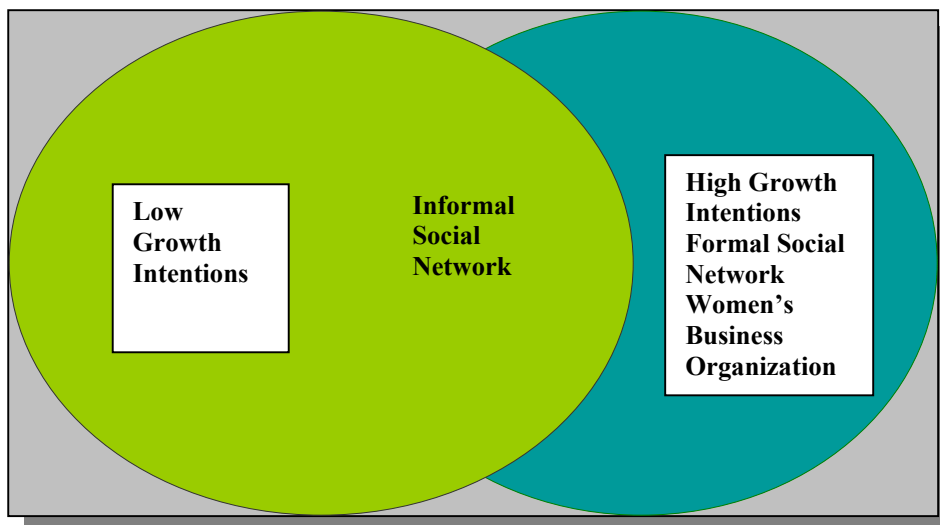 Low
Growth
Intentions
Informal
Social
Network
High Growth
Intentions
Formal Social
Network
Women’s
Business
Organization